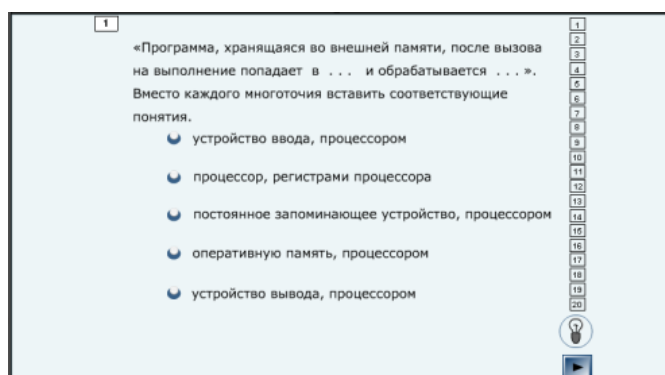 1
«Программа, хранящаяся во внешней памяти, после вызова
на выполнение попадает в ... и обрабатывается ...».
Вместо каждого многоточия вставить соответствующие
понятия.
устройство ввода, процессором
процессор, регистрами процессора
постоянное запоминающее устройство, процессором
оперативную память, процессором
устройство вывода, процессором
1
2
3
4
5
6
7
8
9
10
11
12
13
14
15
16
17
18
19
20